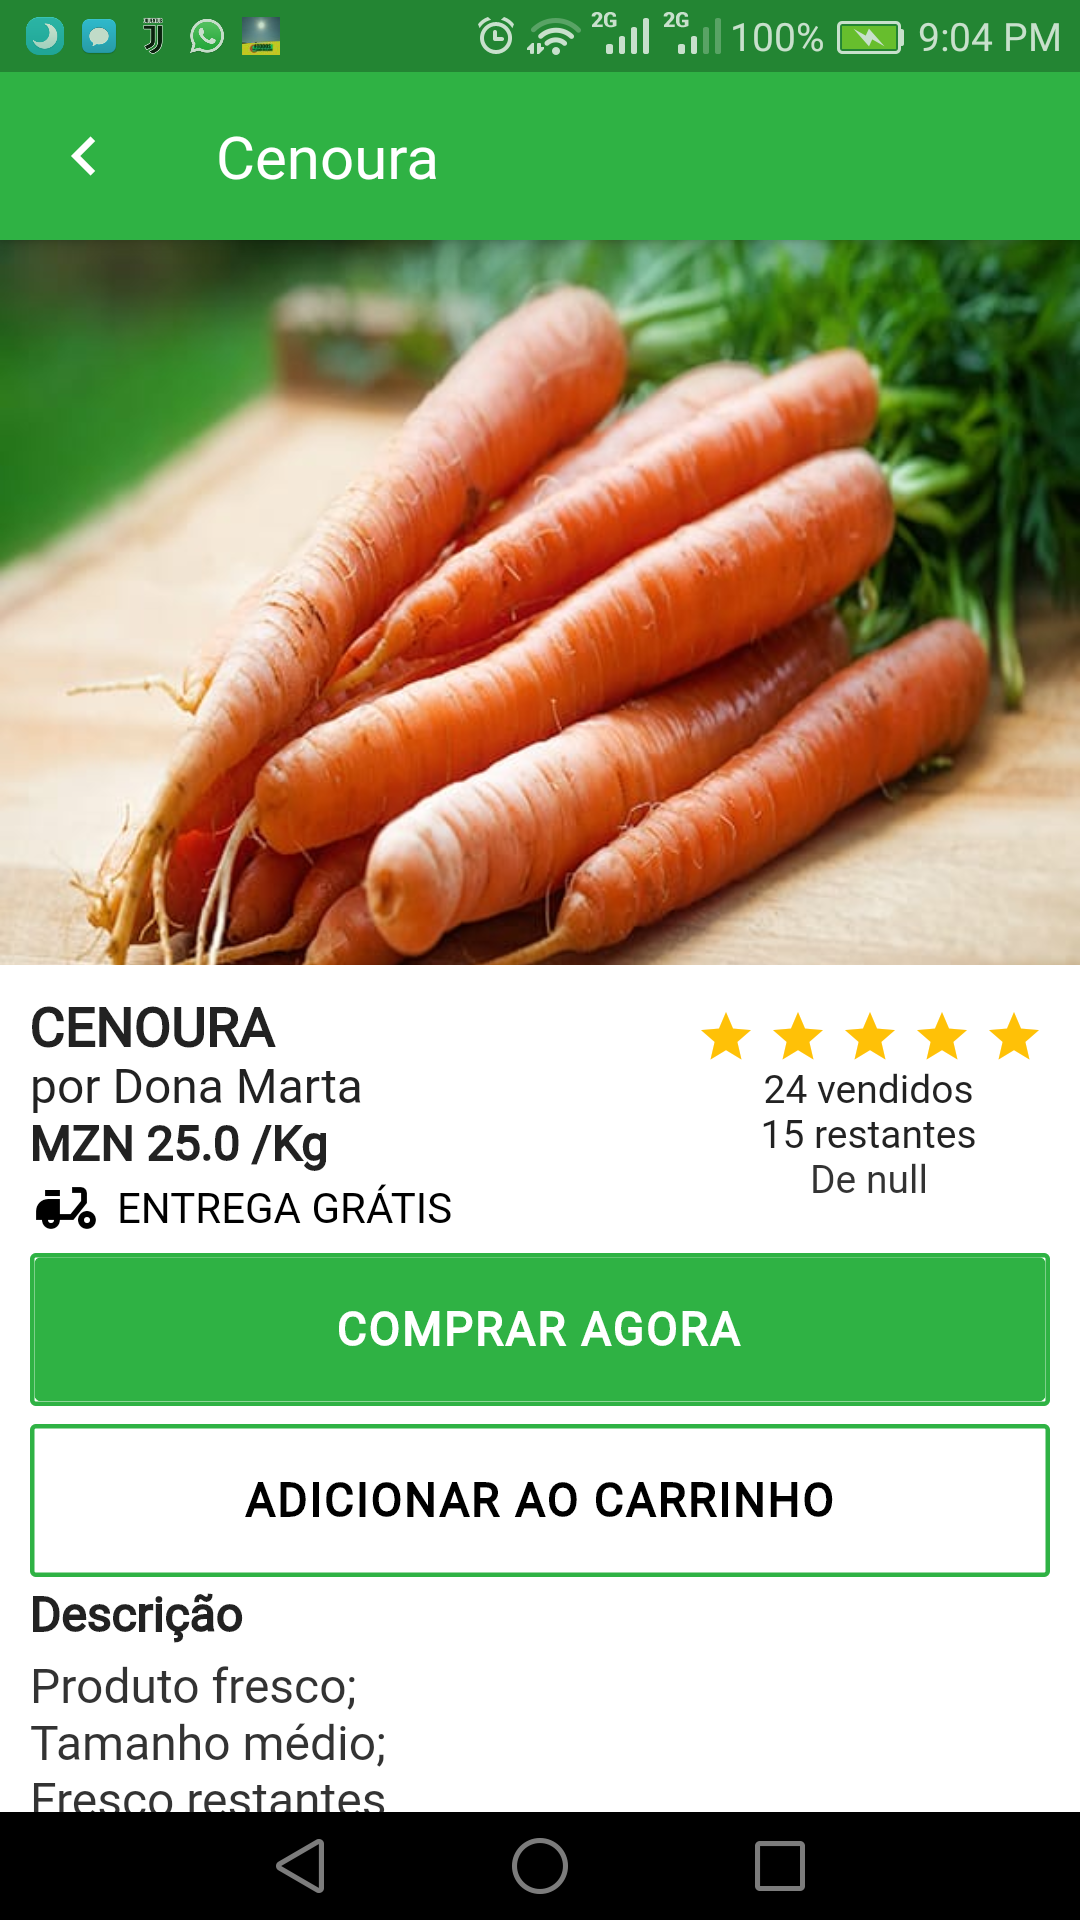 2G 2G 100% 9:04 PM
Cenoura
CENOURA
por Dona Marta
MZN 25.0 /Kg
ENTREGA GRÁTIS
24 vendidos
15 restantes
De null
COMPRAR AGORA
ADICIONAR AO CARRINHO
Descrição
Produto fresco;
Tamanho médio;
Fresco restantes